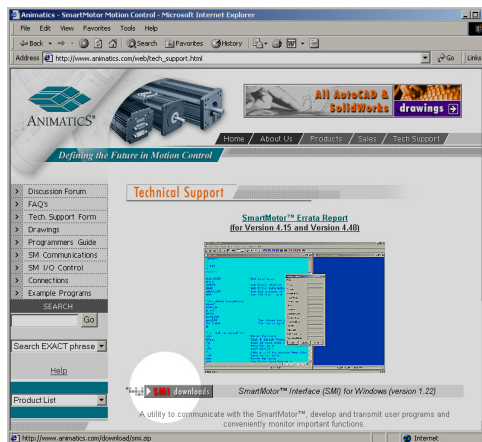 Animatics - SmartMotor Motion Control - Microsoft Internet Explorer
File Edit View Favorites Tools Help
Back Search Favorites History
Address http://www.animatics.com/web/tech_support.html Go Links
All AutoCAD &
SolidWorks drawings
ANIMATICS®
Home / About Us / Products / Sales / Tech Support
Defining the Future in Motion Control
Technical Support
> Discussion Forum
> FAQ's
> Tech. Support Form
> Drawings
> Programmers Guide
> SM Communications
> SM I/O Control
> Connections
> Example Programs
SmartMotor™ Errata Report
(for Version 4.15 and Version 4.40)
SEARCH
Go
Search EXACT phrase
Help
Product List
SMI downloads
SmartMotor™ Interface (SMI) for Windows (version 1.22)
A utility to communicate with the SmartMotor™, develop and transmit user programs and
conveniently monitor important functions.
http://www.animatics.com/download/smi.zip Internet